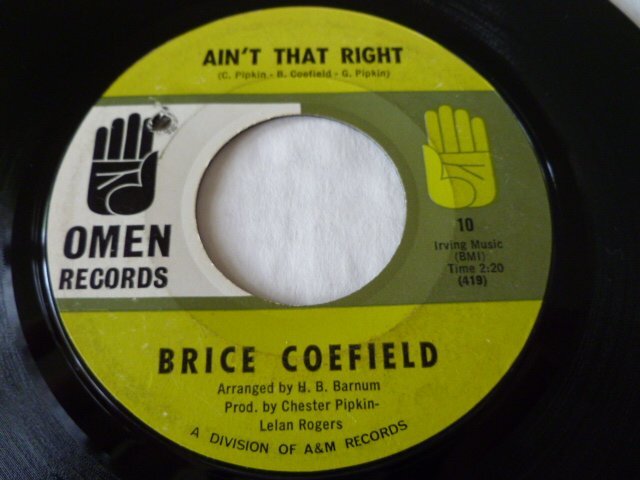 AIN'T THAT RIGHT
(C. Pipkin - B. Coefield - G. Pipkin)
OMEN
RECORDS
10
Irving Music
(BMI)
Time 2:20
(419)
BRICE COEFIELD
Arranged by H. B. Barnum
Prod. by Chester Pipkin-
Lelan Rogers
A DIVISION OF A&M RECORDS